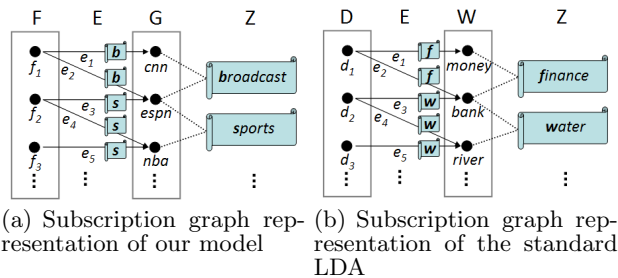 F E G Z
f1 e1 b cnn
e2 b broadcast
f2 e3 s espn
e4 s sports
f3 e5 s nba
(a) Subscription graph rep-
resentation of our model
D E W Z
d1 e1 f money
e2 f finance
d2 e3 w bank
e4 w water
d3 e5 w river
(b) Subscription graph rep-
resentation of the standard
LDA